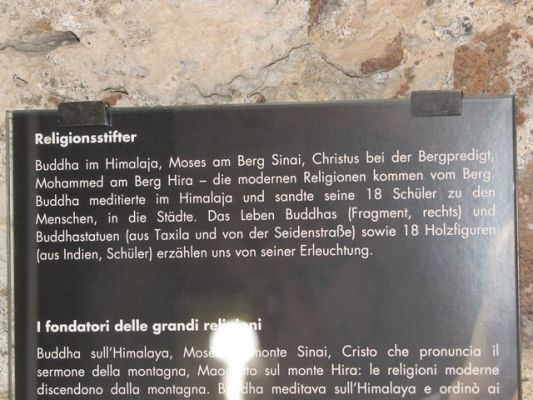 Religionsstifter
Buddha im Himalaja, Moses am Berg Sinai, Christus bei der Bergpredigt,
Mohammed am Berg Hira – die modernen Religionen kommen vom Berg.
Buddha meditierte im Himalaja und sandte seine 18 Schüler zu den
Menschen, in die Städte. Das Leben Buddhas (Fragment, rechts) und
Buddhastatuen (aus Taxila und von der Seidenstraße) sowie 18 Holzfiguren
(aus Indien, Schüler) erzählen uns von seiner Erleuchtung.
I fondatori delle grandi religioni
Buddha sull'Himalaya, Mosè monte Sinai, Cristo che pronuncia il
sermone della montagna, Maometto sul monte Hira: le religioni moderne
discendono dalla montagna. Buddha meditava sull'Himalaya e ordinò ai